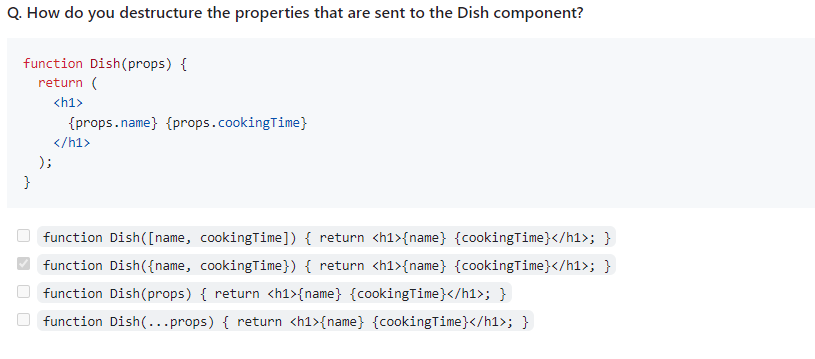 Q. How do you destructure the properties that are sent to the Dish component?
function Dish(props) {
  return (
    <h1>
      {props.name} {props.cookingTime}
    </h1>
  );
}
function Dish([name, cookingTime]) { return <h1>{name} {cookingTime}</h1>; }
function Dish({name, cookingTime}) { return <h1>{name} {cookingTime}</h1>; }
function Dish(props) { return <h1>{name} {cookingTime}</h1>; }
function Dish(...props) { return <h1>{name} {cookingTime}</h1>; }